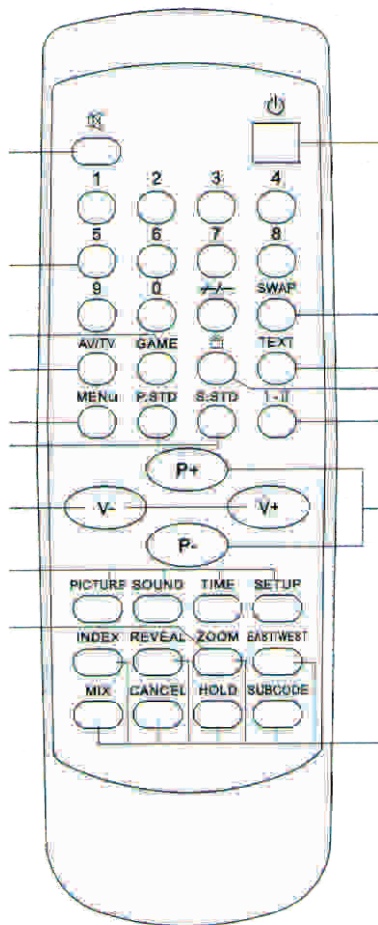 1 2 3 4
5 6 7 8
9 0 -/-- SWAP
AV/TV GAME TEXT
MENU P.STD S.STD I-II
P+
V- V+
P-
PICTURE SOUND TIME SETUP
INDEX REVEAL ZOOM EAST/WEST
MIX CANCEL HOLD SUBCODE